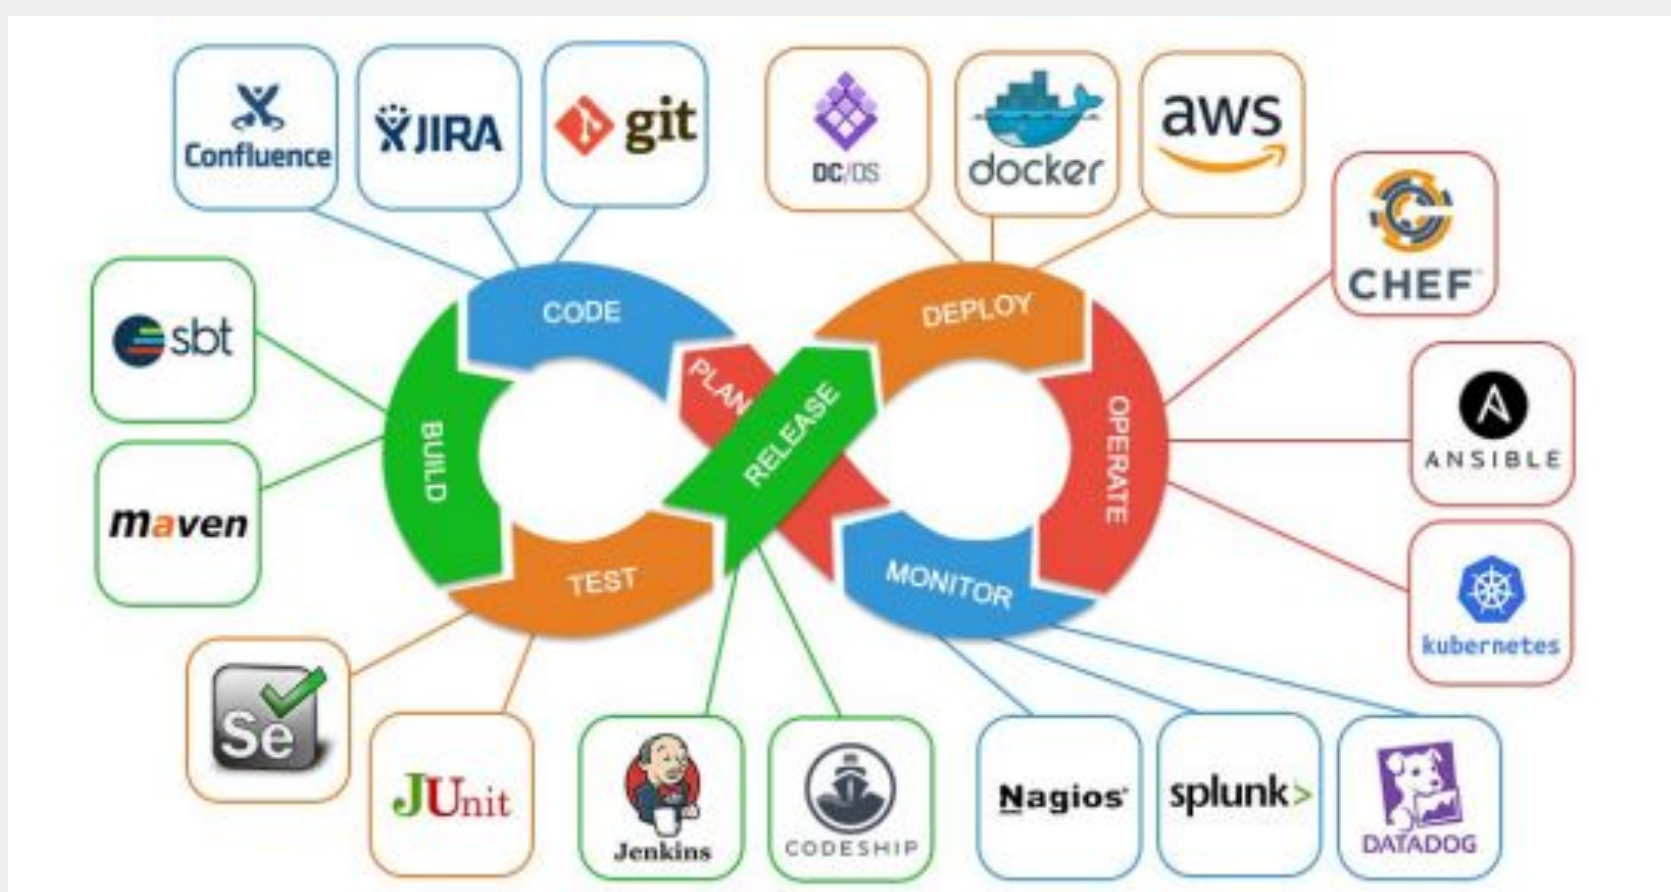 Confluence
JIRA
git
DC/OS
docker
aws
CHEF
sbt
CODE
DEPLOY
PLAN
RELEASE
BUILD
OPERATE
ANSIBLE
maven
TEST
MONITOR
kubernetes
Se
JUnit
Jenkins
CODESHIP
Nagios®
splunk>
DATADOG